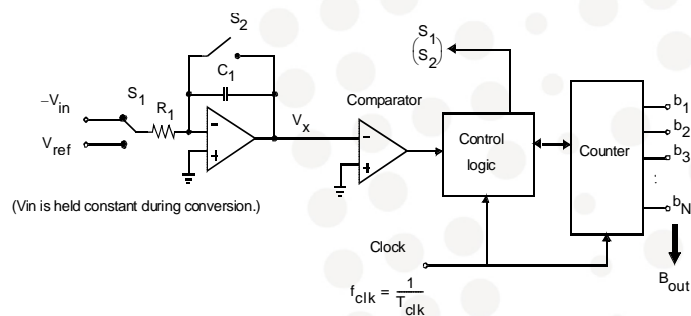 S2
(S1
S2)
C1
S1
–Vin
R1
Comparator
b1
Vx
b2
Vref
Control
logic
Counter
b3
:
(Vin is held constant during conversion.)
bN
Clock
Bout
fclk = 1/Tclk